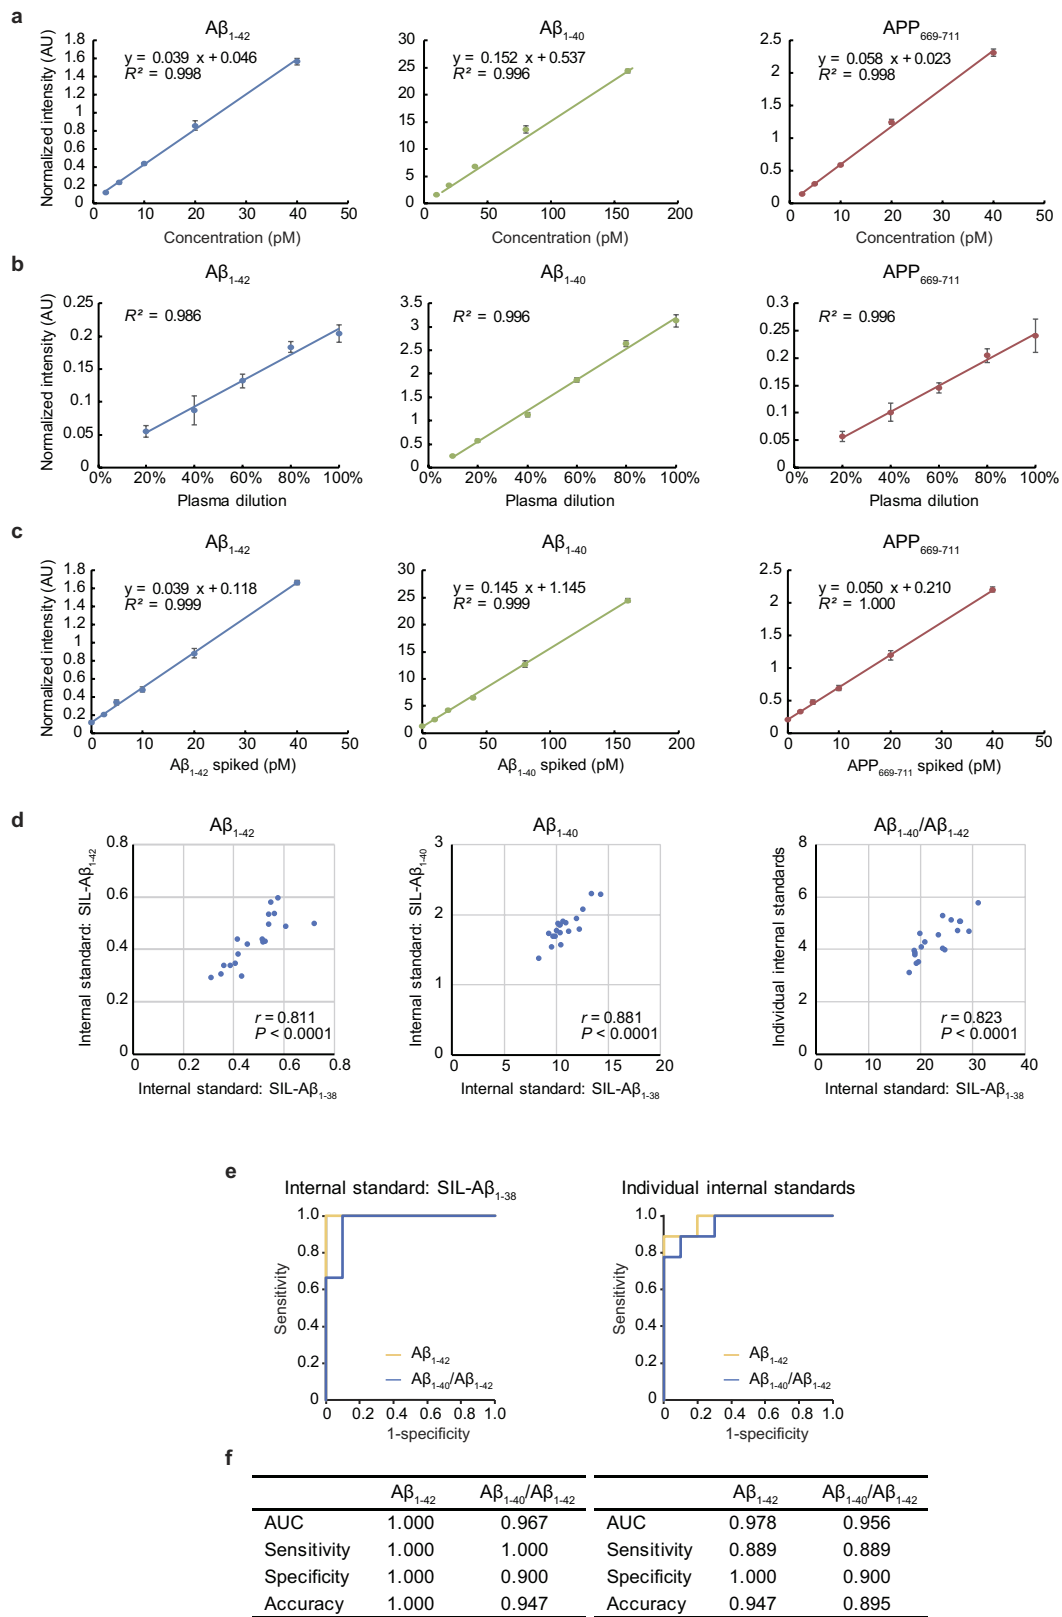 a
Aβ1-42
Aβ1-40
APP669-711
Normalized intensity (AU)
1.8
1.6
1.4
1.2
1
0.8
0.6
0.4
0.2
0
y = 0.039 x + 0.046
R² = 0.998
0 10 20 30 40 50
Concentration (pM)
30
25
20
15
10
5
0
y = 0.152 x + 0.537
R² = 0.996
0 50 100 150 200
Concentration (pM)
2.5
2
1.5
1
0.5
0
y = 0.058 x + 0.023
R² = 0.998
0 10 20 30 40 50
Concentration (pM)
b
Aβ1-42
Aβ1-40
APP669-711
Normalized intensity (AU)
0.25
0.2
0.15
0.1
0.05
0
R² = 0.986
0% 20% 40% 60% 80% 100%
Plasma dilution
3.5
3
2.5
2
1.5
1
0.5
0
R² = 0.996
0% 20% 40% 60% 80% 100%
Plasma dilution
0.3
0.25
0.2
0.15
0.1
0.05
0
R² = 0.996
0% 20% 40% 60% 80% 100%
Plasma dilution
c
Aβ1-42
Aβ1-40
APP669-711
Normalized intensity (AU)
1.8
1.6
1.4
1.2
1
0.8
0.6
0.4
0.2
0
y = 0.039 x + 0.118
R² = 0.999
0 10 20 30 40 50
Aβ1-42 spiked (pM)
30
25
20
15
10
5
0
y = 0.145 x + 1.145
R² = 0.999
0 50 100 150 200
Aβ1-40 spiked (pM)
2.5
2
1.5
1
0.5
0
y = 0.050 x + 0.210
R² = 1.000
0 10 20 30 40 50
APP669-711 spiked (pM)
d
Aβ1-42
Aβ1-40
Aβ1-40/Aβ1-42
Internal standard: SIL-Aβ1-42
0.8
0.6
0.4
0.2
0
r = 0.811
P < 0.0001
0 0.2 0.4 0.6 0.8
Internal standard: SIL-Aβ1-38
Internal standard: SIL-Aβ1-40
3
2
1
0
r = 0.881
P < 0.0001
0 5 10 15 20
Internal standard: SIL-Aβ1-38
Individual internal standards
8
6
4
2
0
r = 0.823
P < 0.0001
0 10 20 30 40
Internal standard: SIL-Aβ1-38
e
Internal standard: SIL-Aβ1-38
Sensitivity
1.0
0.8
0.6
0.4
0.2
0
Aβ1-42
Aβ1-40/Aβ1-42
0 0.2 0.4 0.6 0.8 1.0
1-specificity
Individual internal standards
Sensitivity
1.0
0.8
0.6
0.4
0.2
0
Aβ1-42
Aβ1-40/Aβ1-42
0 0.2 0.4 0.6 0.8 1.0
1-specificity
f
Aβ1-42 Aβ1-40/Aβ1-42
AUC 1.000 0.967
Sensitivity 1.000 1.000
Specificity 1.000 0.900
Accuracy 1.000 0.947
Aβ1-42 Aβ1-40/Aβ1-42
AUC 0.978 0.956
Sensitivity 0.889 0.889
Specificity 1.000 0.900
Accuracy 0.947 0.895